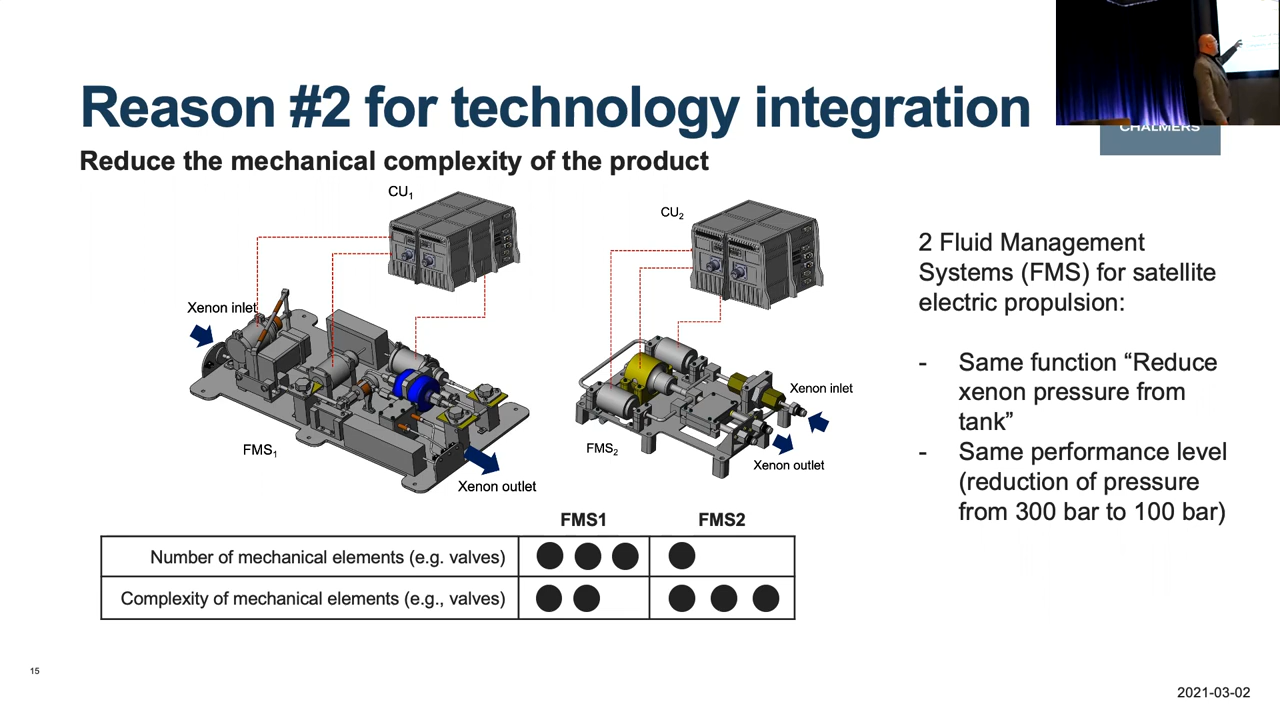 Reason #2 for technology integration
CHALMERS
Reduce the mechanical complexity of the product
CU1
CU2
Xenon inlet
FMS1
Xenon outlet
Xenon inlet
FMS2
Xenon outlet
2 Fluid Management
Systems (FMS) for satellite
electric propulsion:
- Same function “Reduce
xenon pressure from
tank”
- Same performance level
(reduction of pressure
from 300 bar to 100 bar)
FMS1 FMS2
Number of mechanical elements (e.g. valves)
Complexity of mechanical elements (e.g., valves)
15
2021-03-02